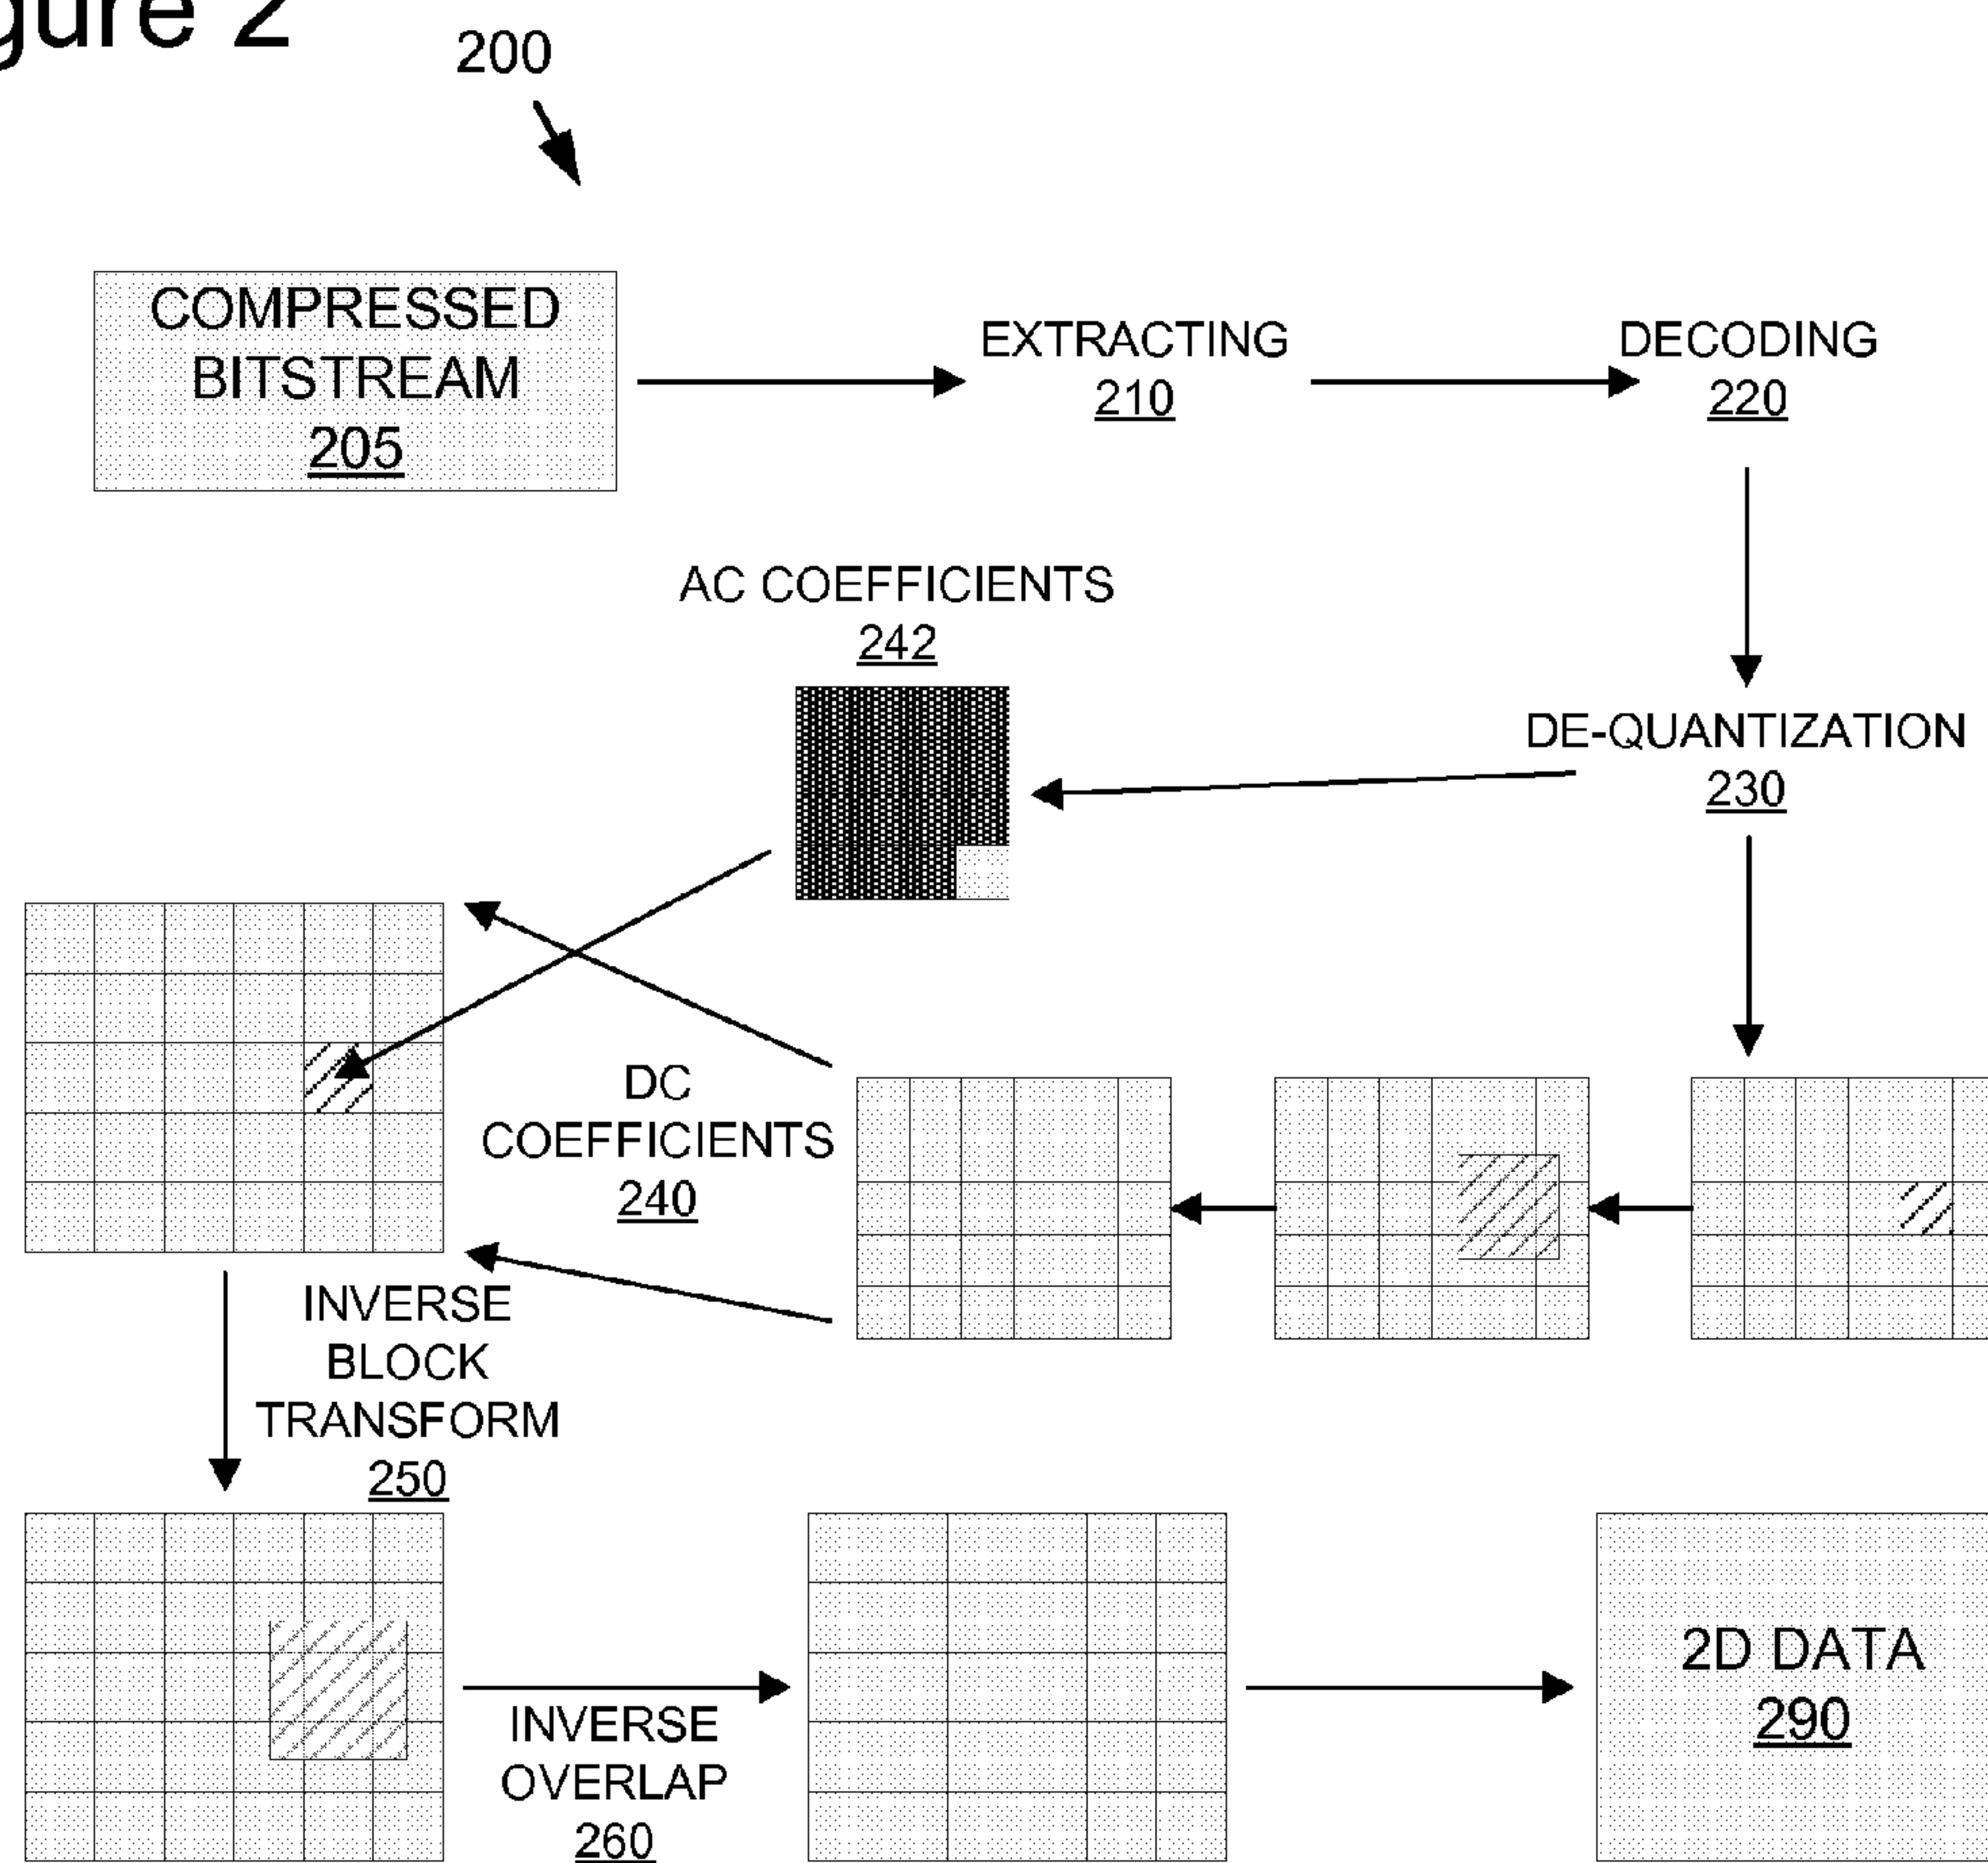 gure 2
200
COMPRESSED
BITSTREAM
205
EXTRACTING
210
DECODING
220
AC COEFFICIENTS
242
DE-QUANTIZATION
230
DC
COEFFICIENTS
240
INVERSE
BLOCK
TRANSFORM
250
INVERSE
OVERLAP
260
2D DATA
290